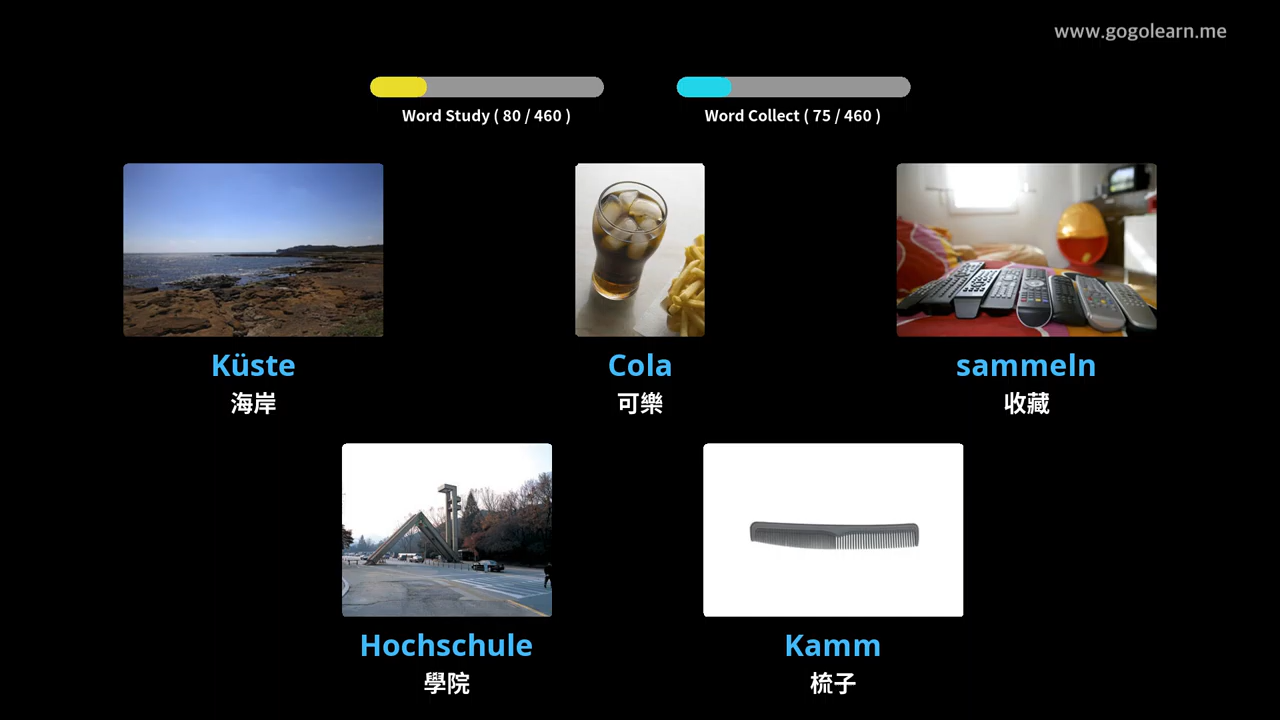 www.gogolearn.me
Word Study ( 80 / 460 )
Word Collect ( 75 / 460 )
Küste
海岸
Cola
可樂
sammeln
收藏
Hochschule
學院
Kamm
梳子